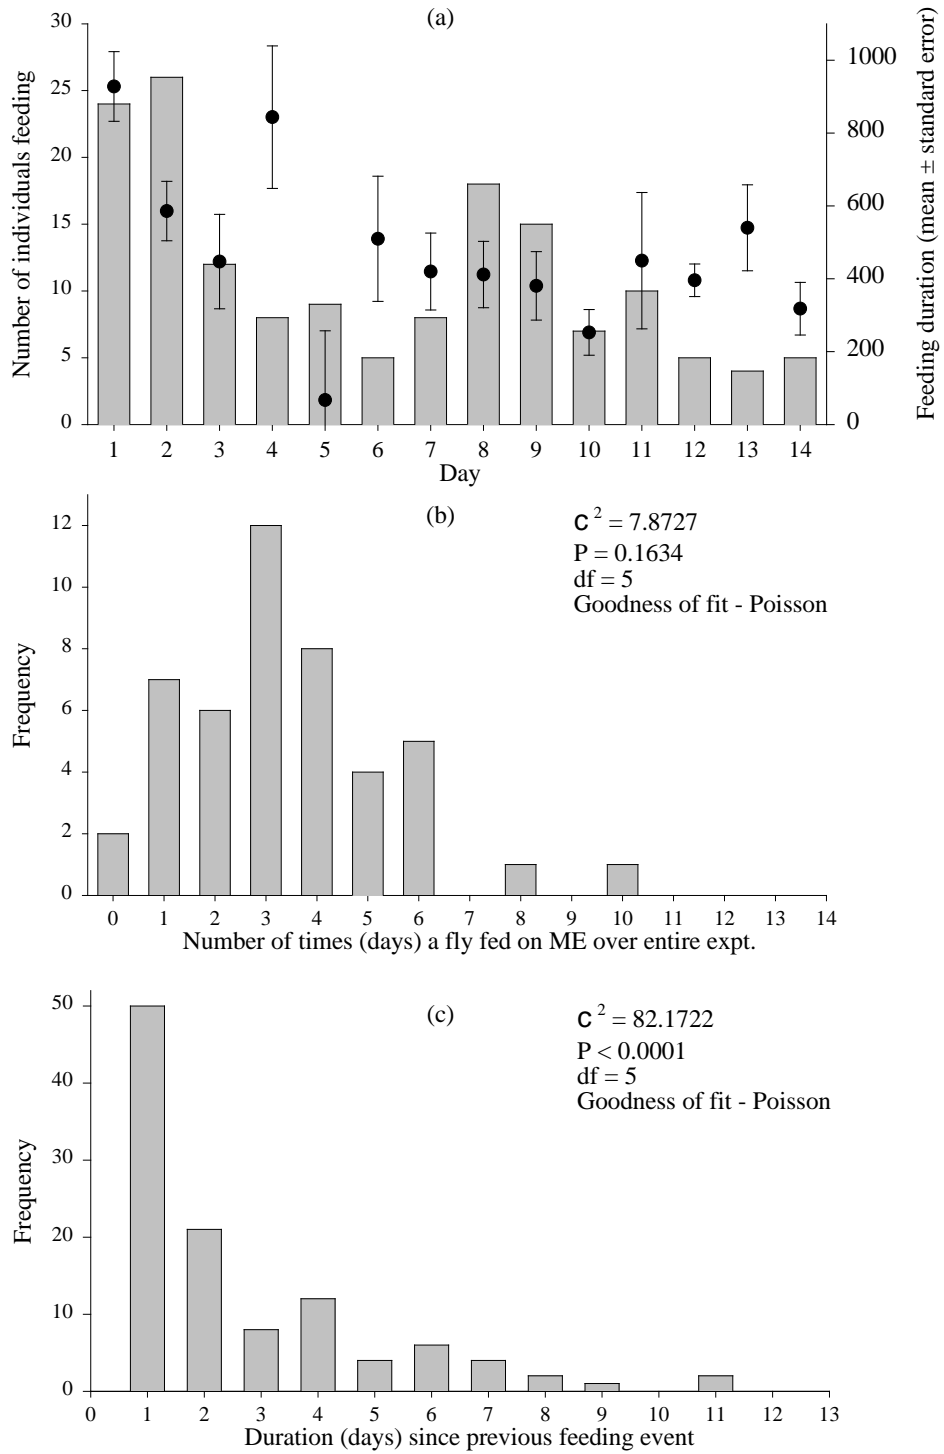 (a)
Number of individuals feeding
30
25
20
15
10
5
0
1000
800
600
400
200
0
Feeding duration (mean ± standard error)
1 2 3 4 5 6 7 8 9 10 11 12 13 14
Day
(b)
c 2 = 7.8727
P = 0.1634
df = 5
Goodness of fit - Poisson
Frequency
12
10
8
6
4
2
0
0 1 2 3 4 5 6 7 8 9 10 11 12 13 14
Number of times (days) a fly fed on ME over entire expt.
(c)
c 2 = 82.1722
P < 0.0001
df = 5
Goodness of fit - Poisson
Frequency
50
40
30
20
10
0
0 1 2 3 4 5 6 7 8 9 10 11 12 13
Duration (days) since previous feeding event